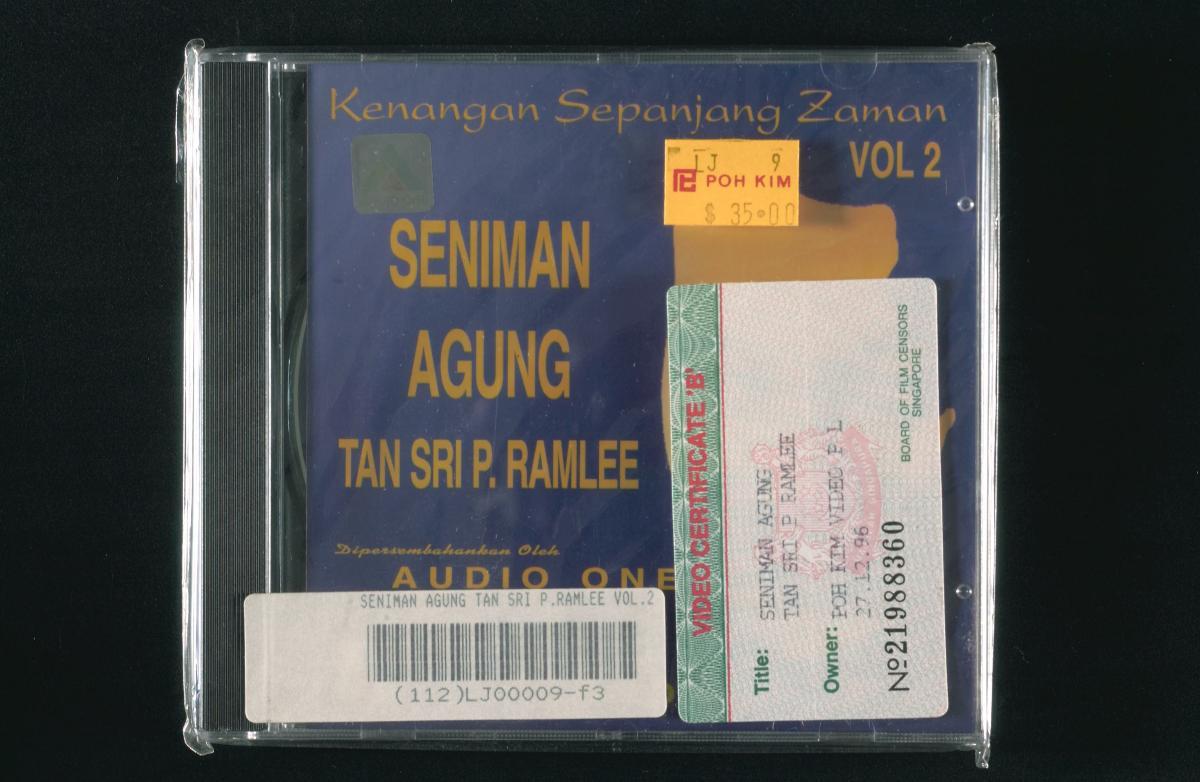 Kenangan Sepanjang Zaman
VOL 2
LJ 9
POH KIM
$ 35.00
SENIMAN
AGUNG
TAN SRI P. RAMLEE
Dipersembahankan Oleh
AUDIO ONE
SENIMAN AGUNG TAN SRI P.RAMLEE VOL.2
(112)LJ00009-f3
VIDEO CERTIFICATE 'B'
Title: SENIMAN AGUNG
TAN SRI P RAMLEE
Owner: POH KIM VIDEO P L
27.12.96
Nº21988360
BOARD OF FILM CENSORS
SINGAPORE